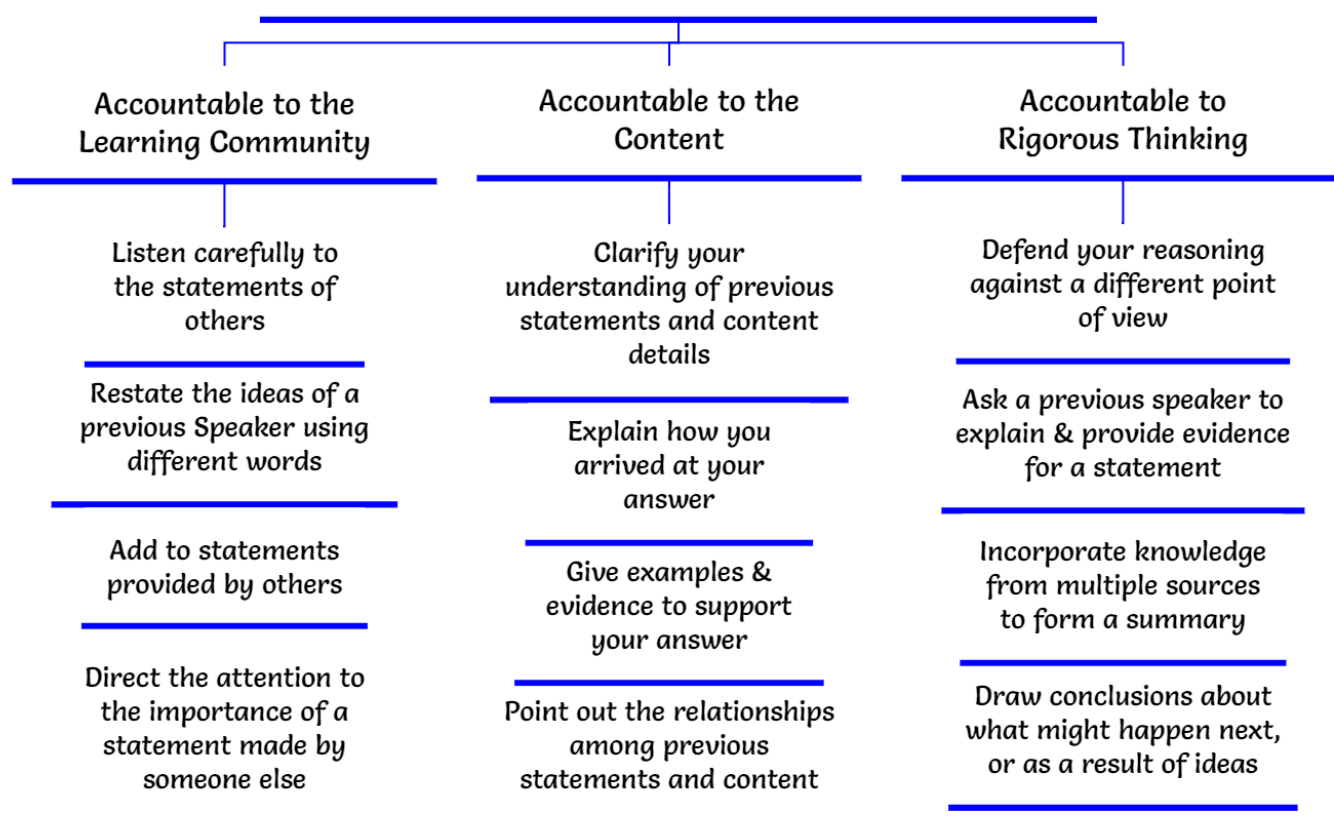 Accountable to the
Learning Community
Listen carefully to
the statements of
others
Restate the ideas of a
previous Speaker using
different words
Add to statements
provided by others
Direct the attention to
the importance of a
statement made by
someone else
Accountable to the
Content
Clarify your
understanding of previous
statements and content
details
Explain how you
arrived at your
answer
Give examples &
evidence to support
your answer
Point out the relationships
among previous
statements and content
Accountable to
Rigorous Thinking
Defend your reasoning
against a different point
of view
Ask a previous speaker to
explain & provide evidence
for a statement
Incorporate knowledge
from multiple sources
to form a summary
Draw conclusions about
what might happen next,
or as a result of ideas